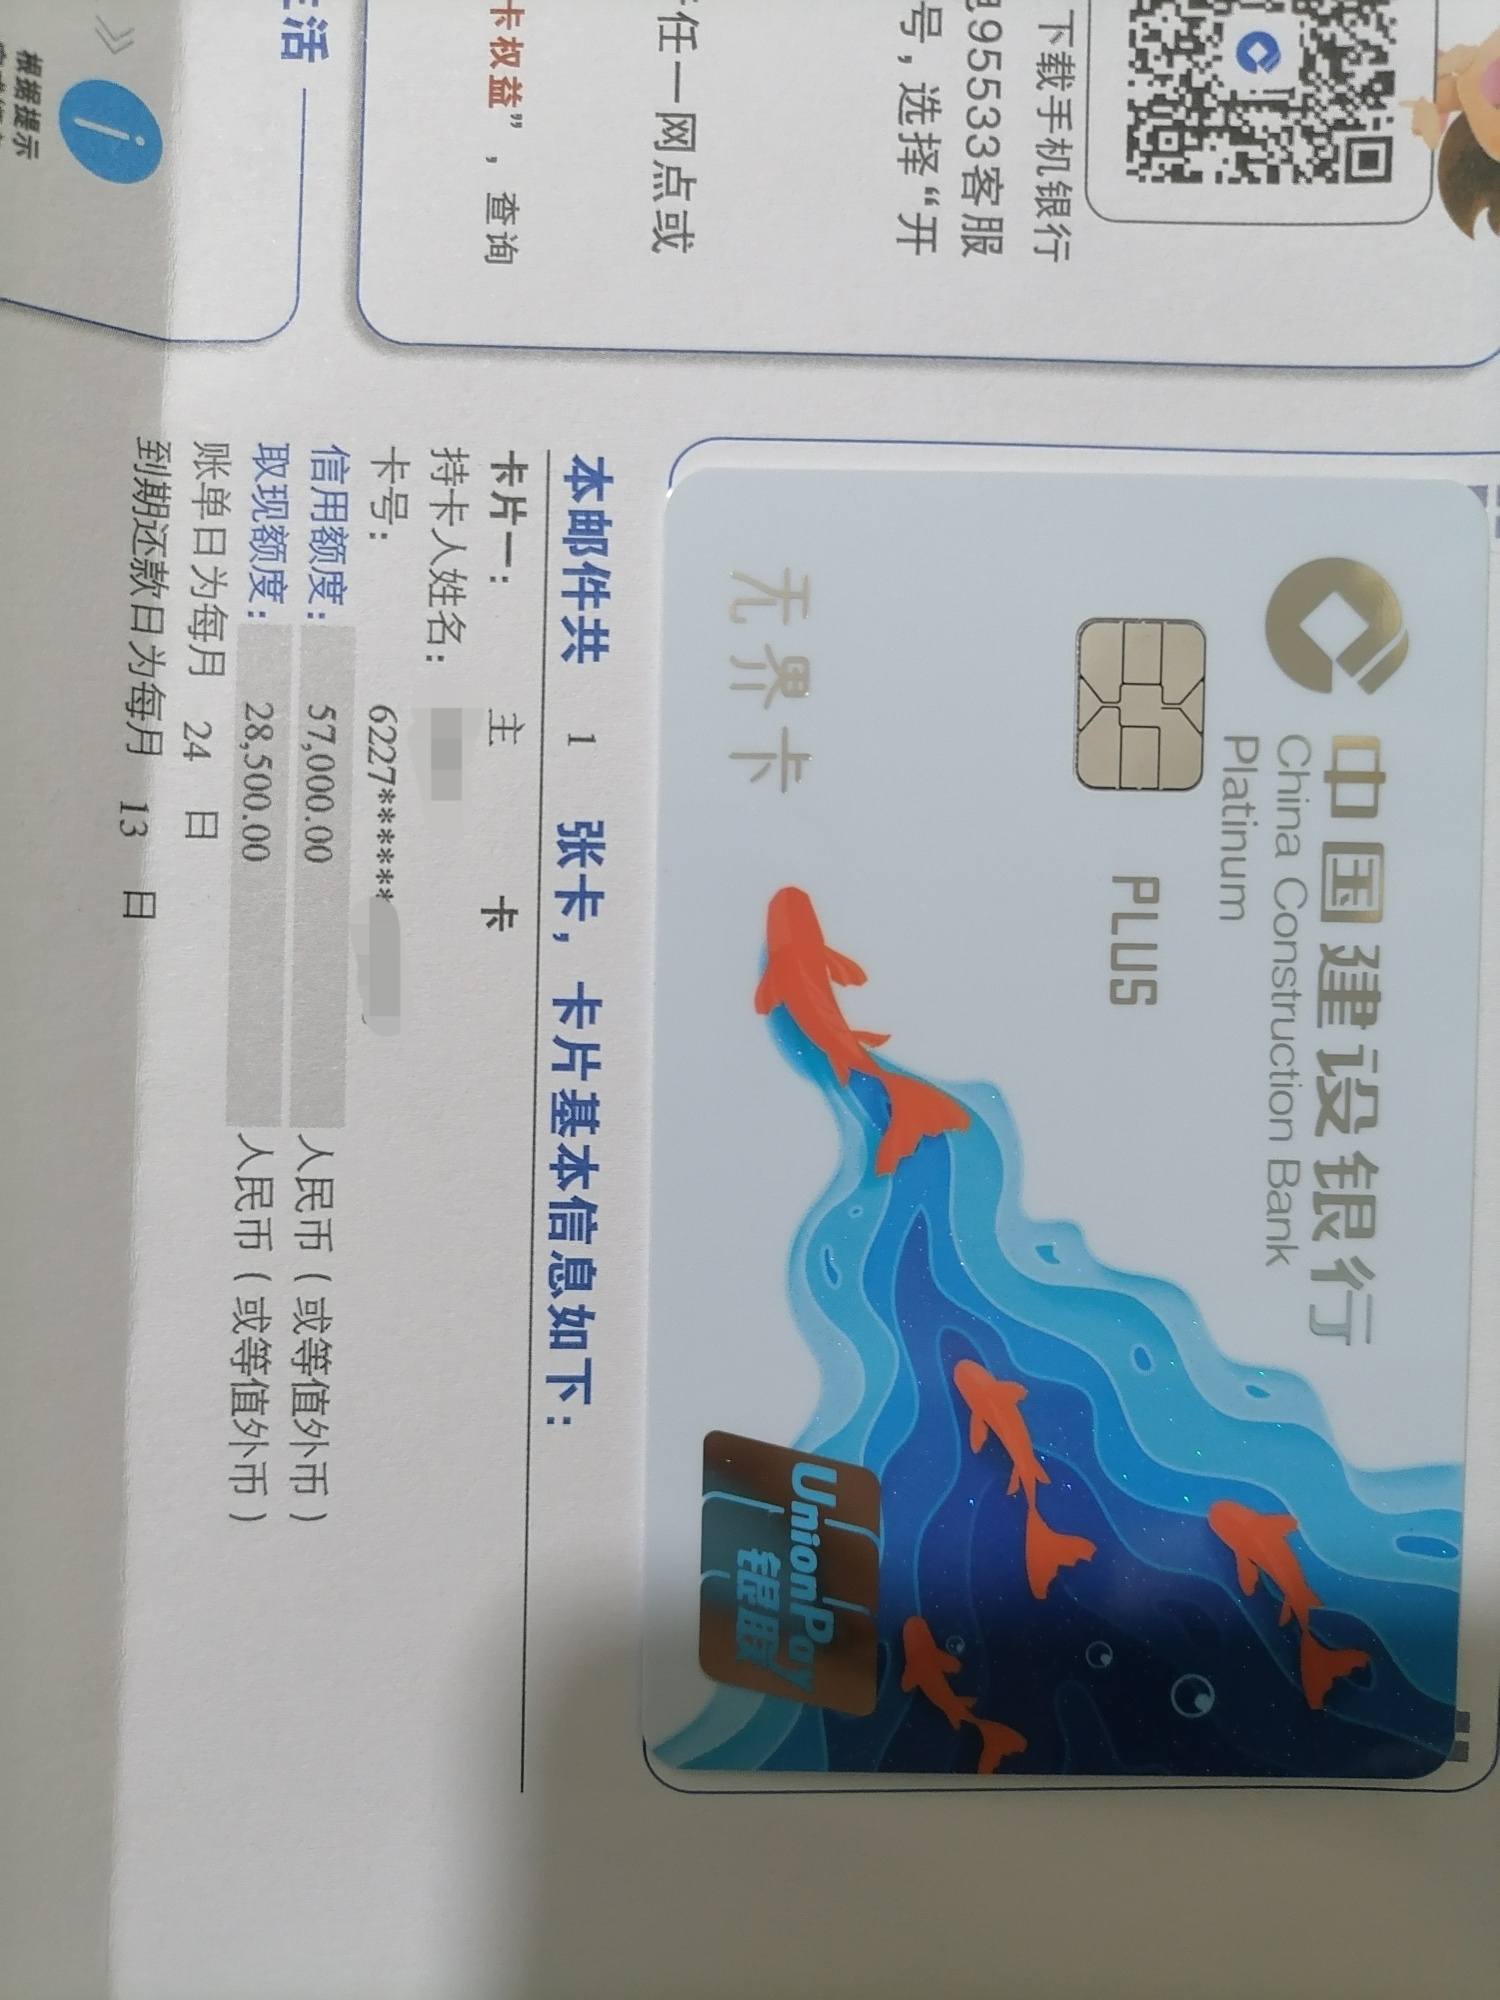 下载手机银行
95533客服
号，选择“开
任一网点或
卡权益”，查询
活
根据提示
中国建设银行
China Construction Bank
Platinum
PLUS
无界卡
UnionPay
银联
本邮件共 1 张卡，卡片基本信息如下：
卡片一： 主 卡
持卡人姓名：
卡号： 6227*******
信用额度： 57,000.00 人民币（或等值外币）
取现额度： 28,500.00 人民币（或等值外币）
账单日为每月 24 日
到期还款日为每月 13 日